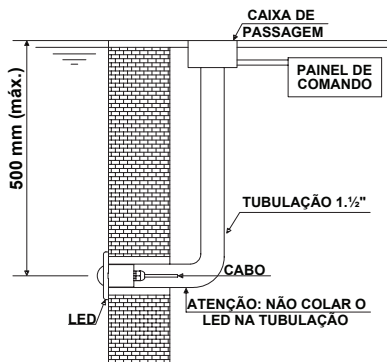 CAIXA DE
PASSAGEM
PAINEL DE
COMANDO
500 mm (máx.)
TUBULAÇÃO 1.½"
CABO
ATENÇÃO: NÃO COLAR O
LED NA TUBULAÇÃO
LED